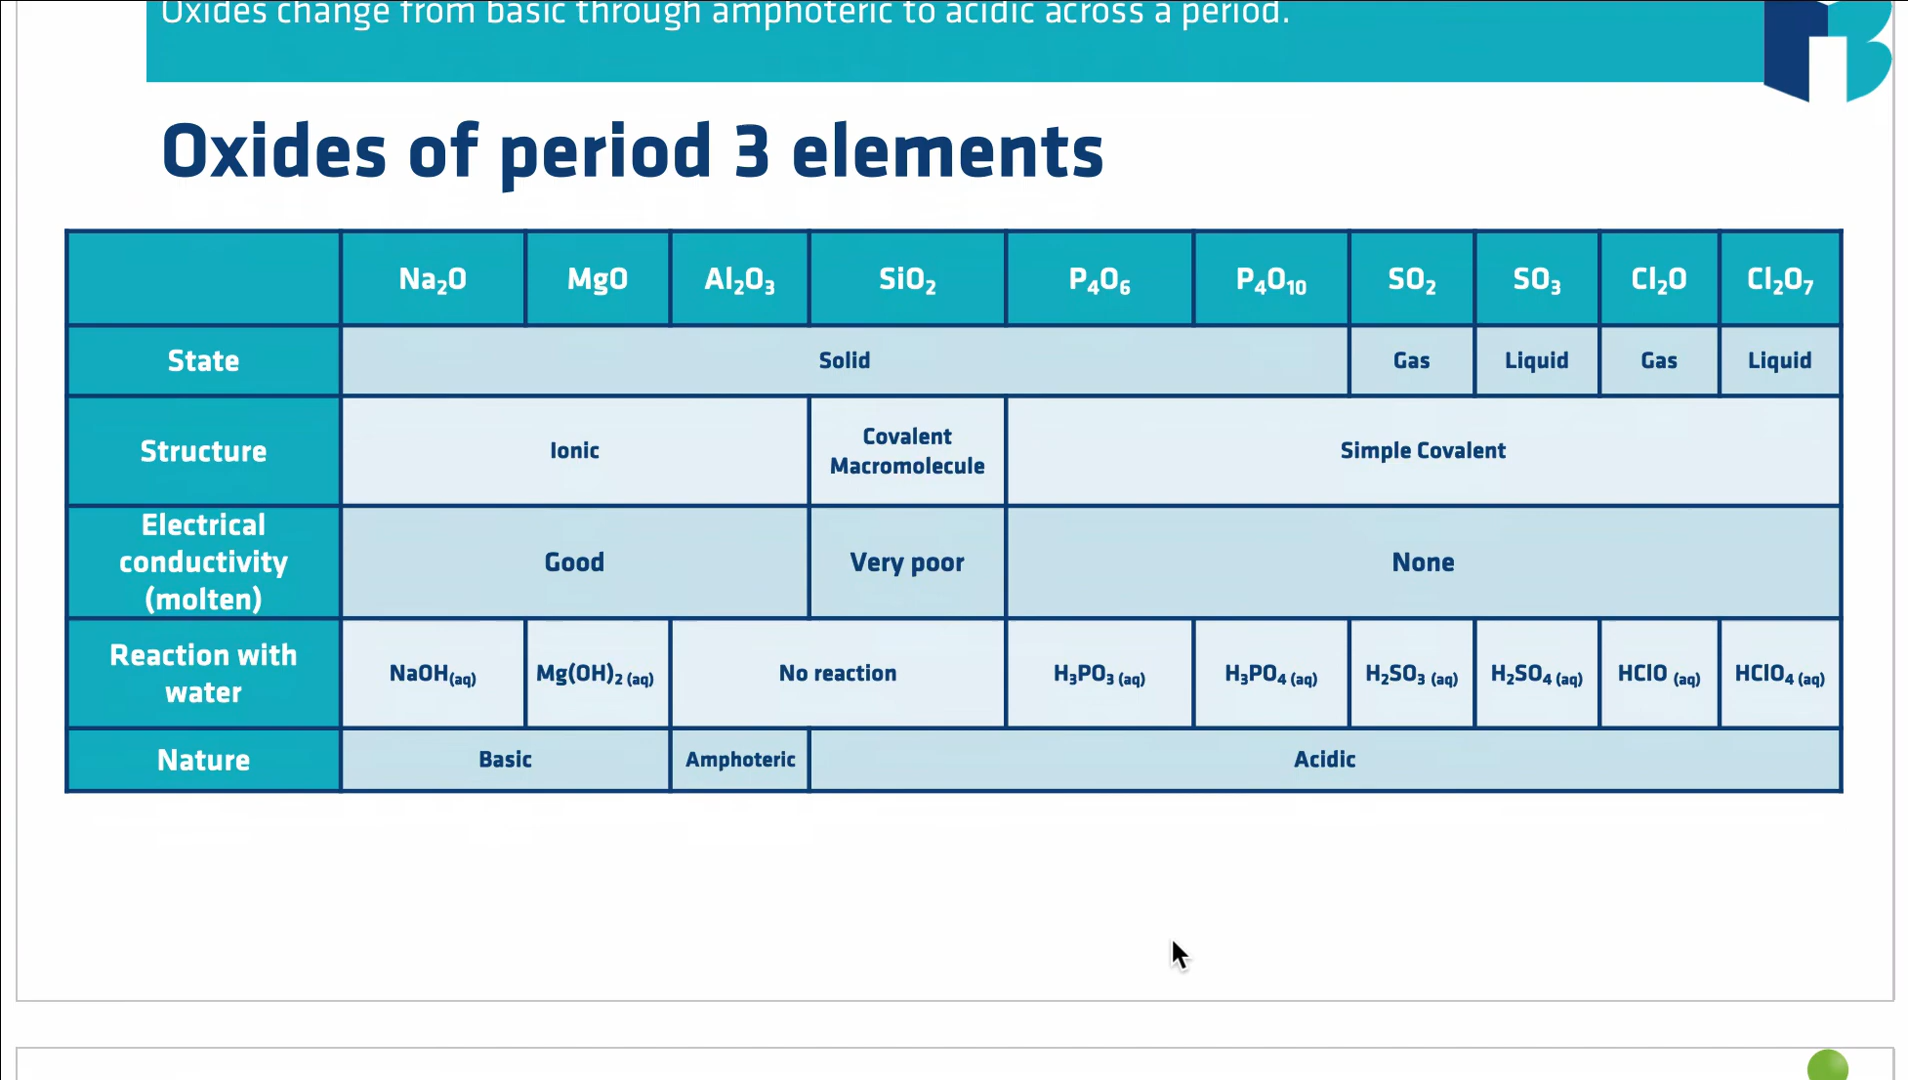 Oxides change from basic through amphoteric to acidic across a period.
Oxides of period 3 elements
Na₂O MgO Al₂O₃ SiO₂ P₄O₆ P₄O₁₀ SO₂ SO₃ Cl₂O Cl₂O₇
State Solid Gas Liquid Gas Liquid
Structure Ionic Covalent Macromolecule Simple Covalent
Electrical conductivity (molten) Good Very poor None
Reaction with water NaOH(aq) Mg(OH)₂ (aq) No reaction H₃PO₃ (aq) H₃PO₄ (aq) H₂SO₃ (aq) H₂SO₄ (aq) HClO (aq) HClO₄ (aq)
Nature Basic Amphoteric Acidic